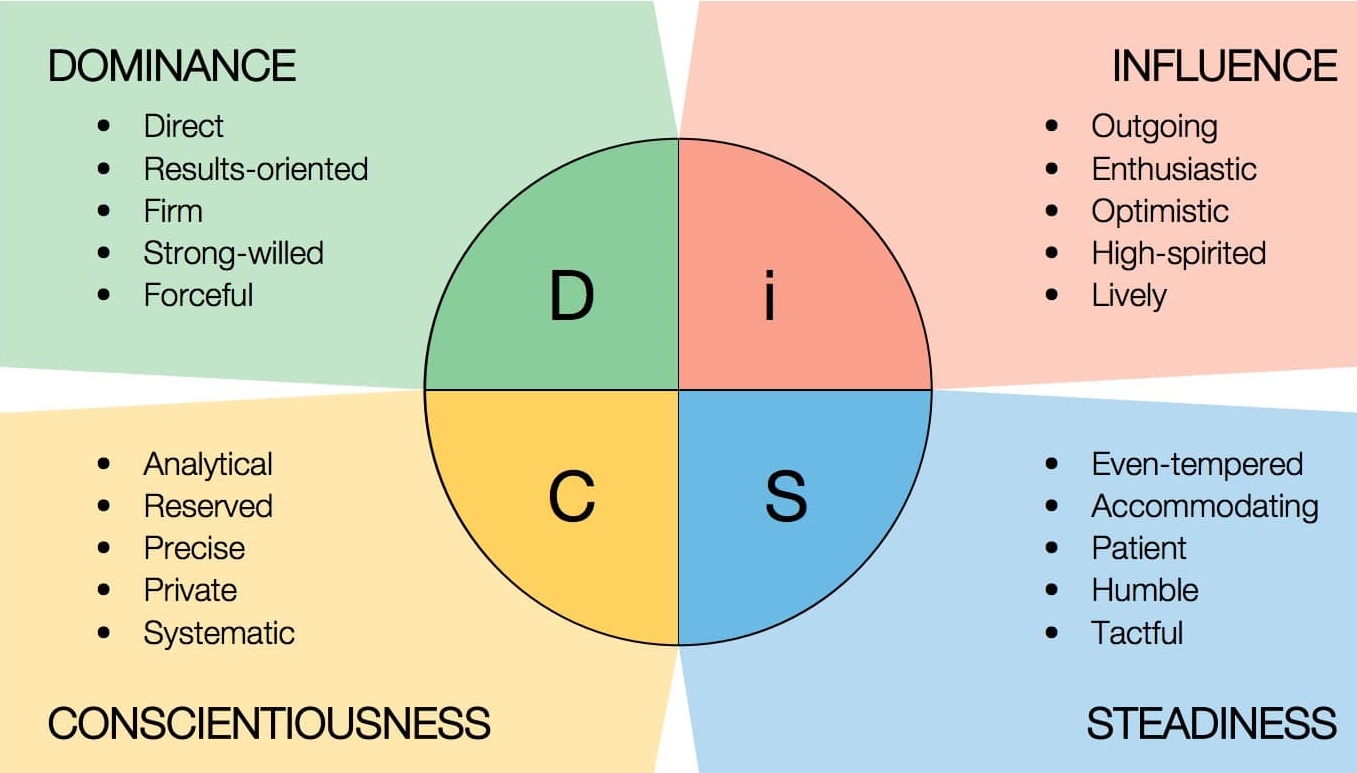 DOMINANCE
• Direct
• Results-oriented
• Firm
• Strong-willed
• Forceful
INFLUENCE
• Outgoing
• Enthusiastic
• Optimistic
• High-spirited
• Lively
D
i
C
S
• Analytical
• Reserved
• Precise
• Private
• Systematic
CONSCIENTIOUSNESS
• Even-tempered
• Accommodating
• Patient
• Humble
• Tactful
STEADINESS